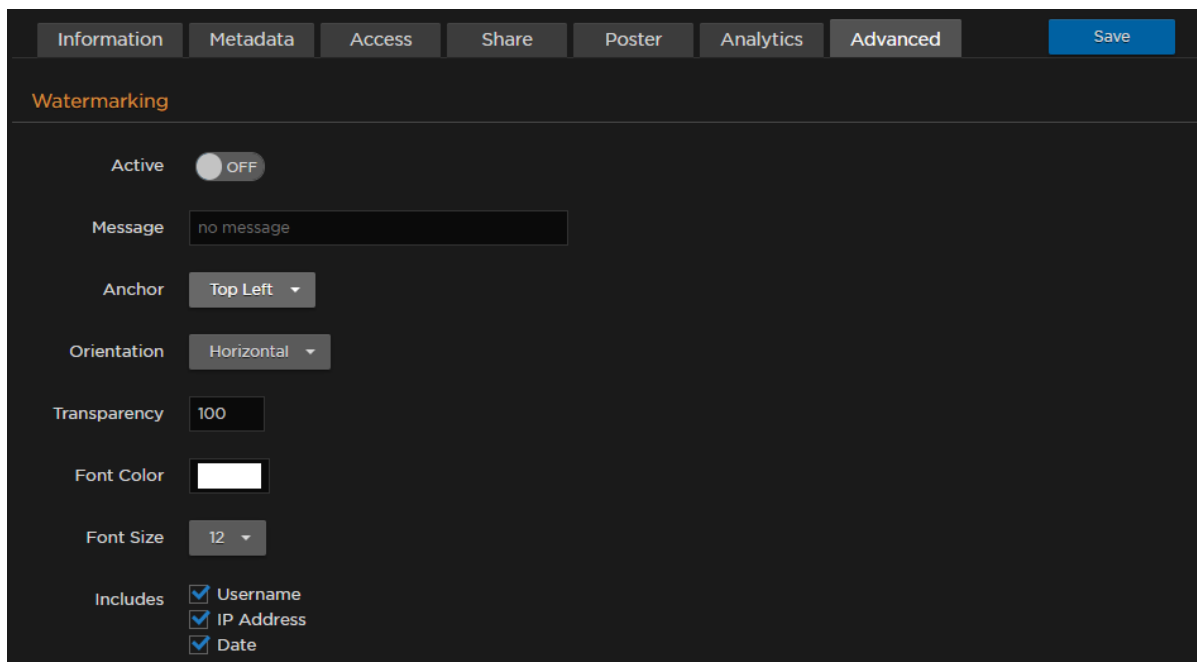 Information Metadata Access Share Poster Analytics Advanced Save
Watermarking
Active OFF
Message no message
Anchor Top Left
Orientation Horizontal
Transparency 100
Font Color
Font Size 12
Includes Username
IP Address
Date